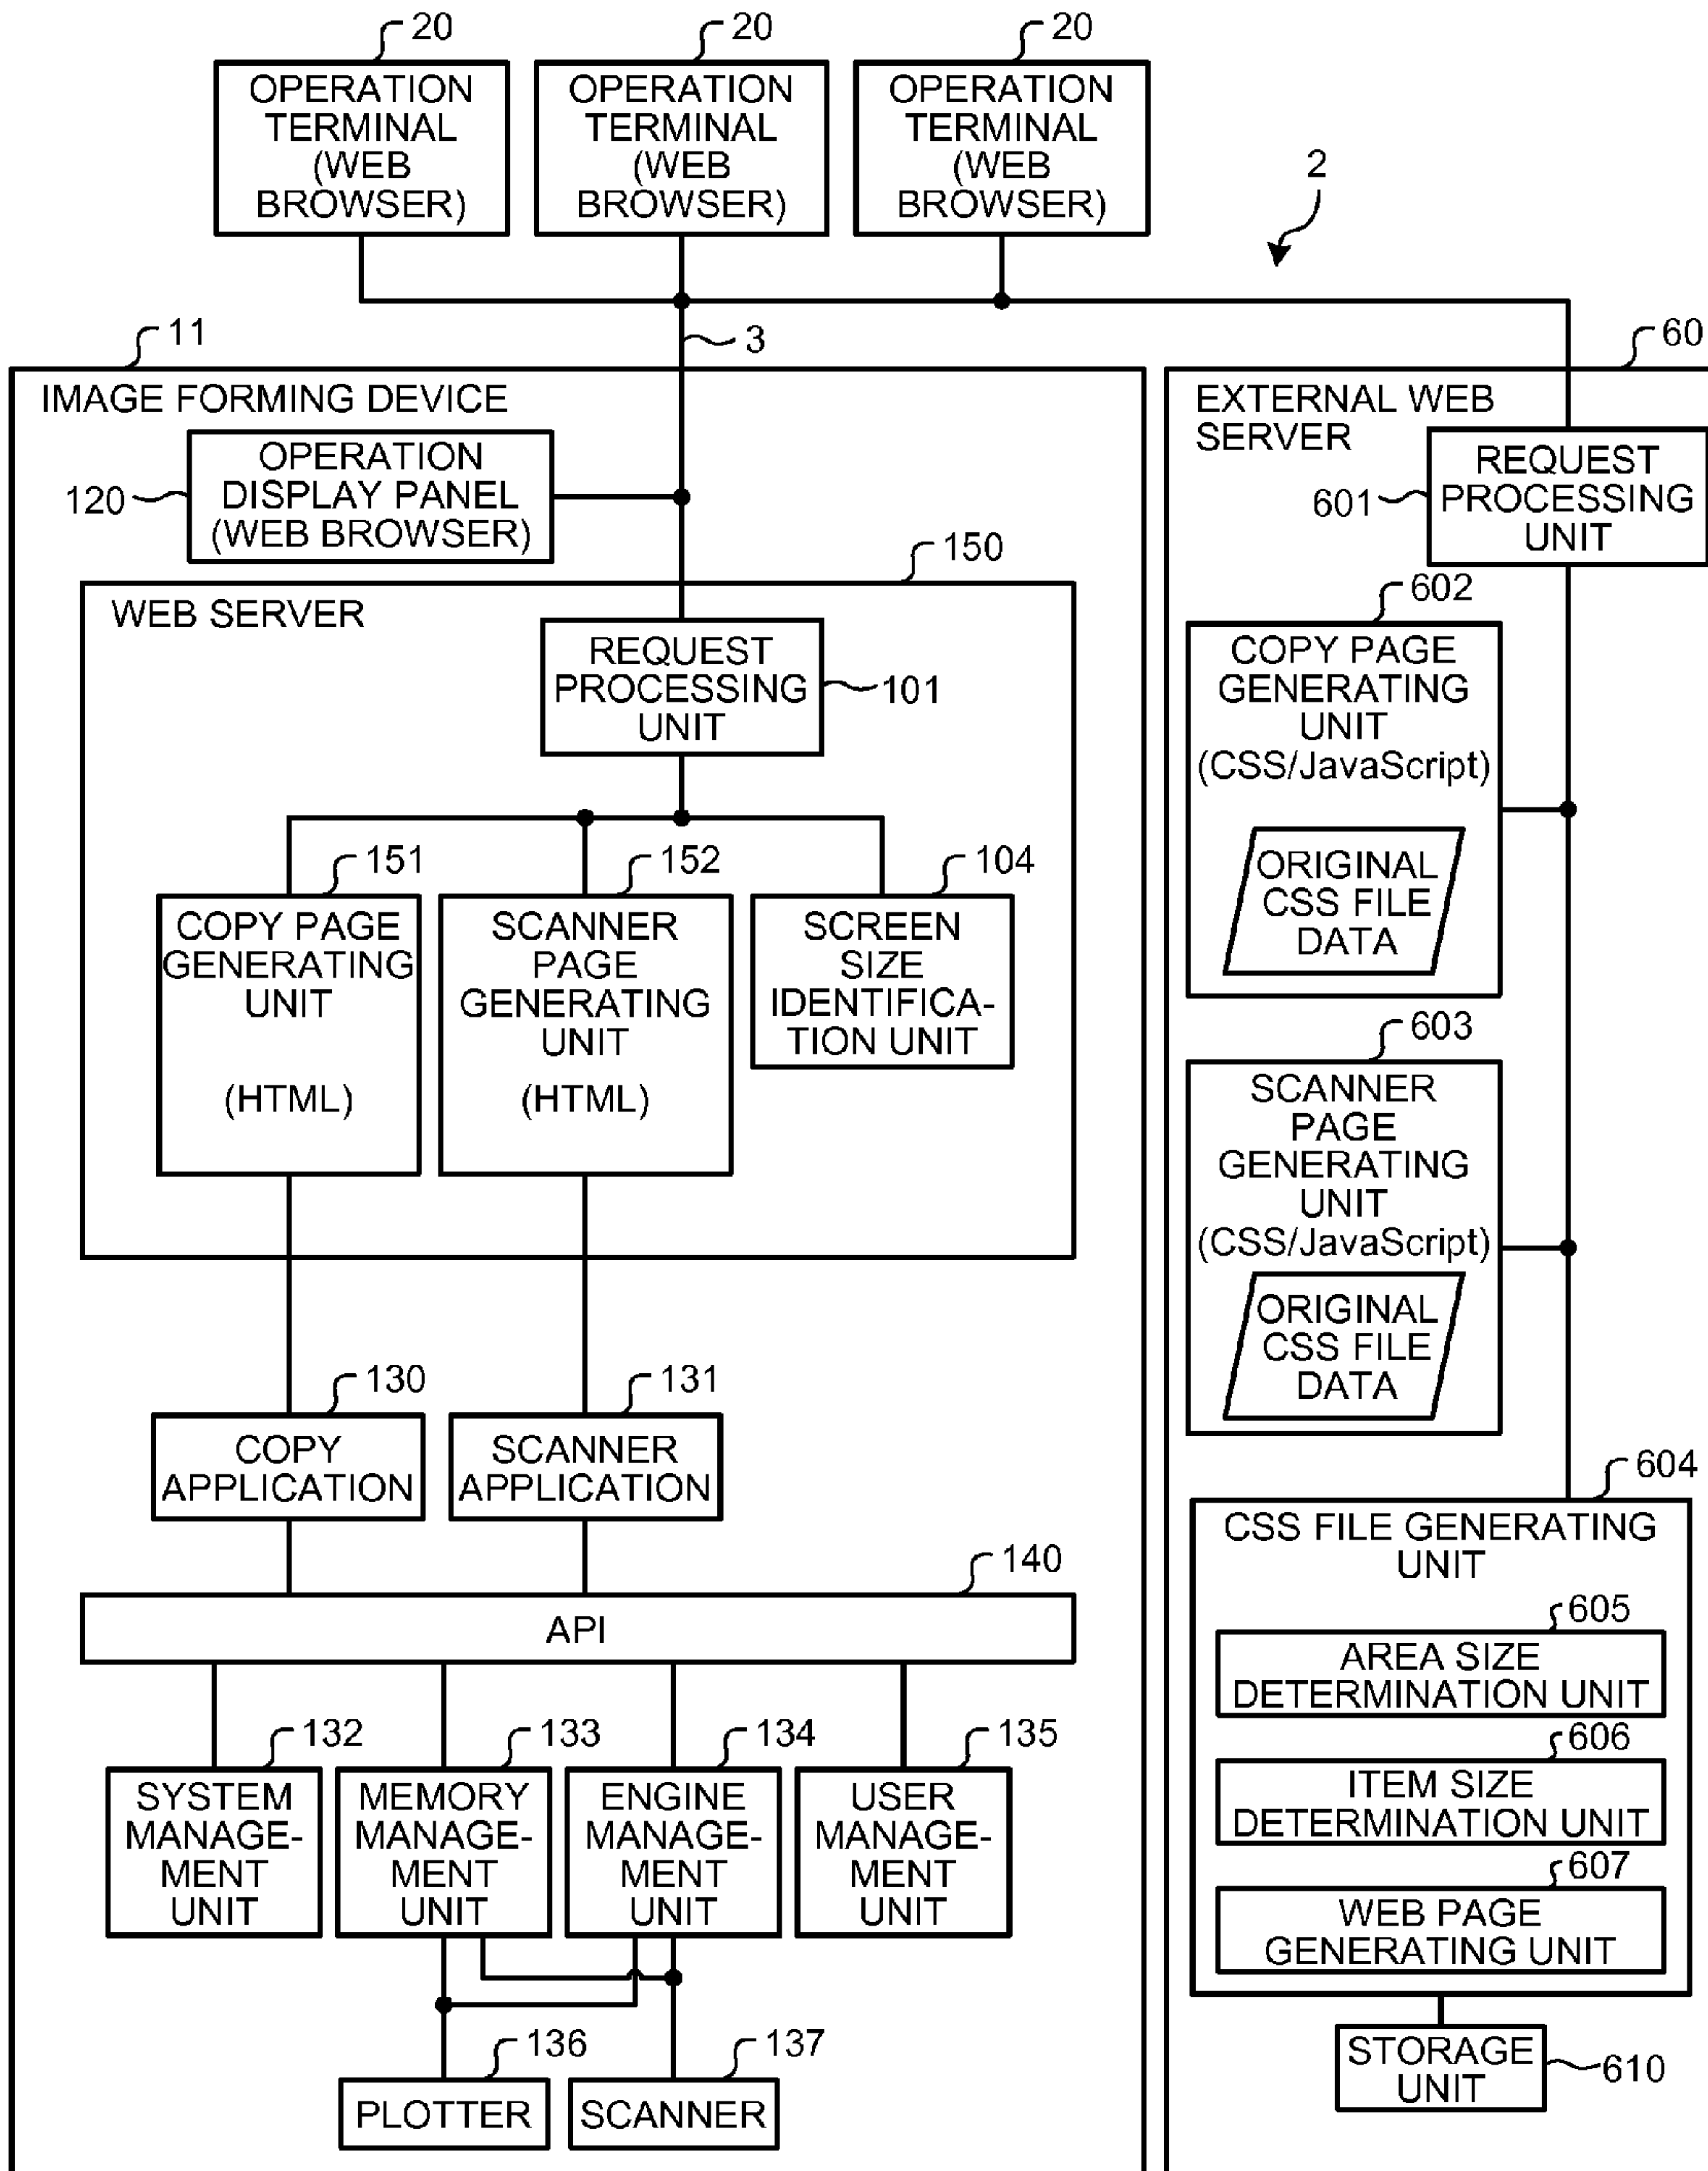 20
20
20
OPERATION
TERMINAL
(WEB
BROWSER)
OPERATION
TERMINAL
(WEB
BROWSER)
OPERATION
TERMINAL
(WEB
BROWSER)
2
3
11
IMAGE FORMING DEVICE
OPERATION
DISPLAY PANEL
(WEB BROWSER)
120
150
WEB SERVER
REQUEST
PROCESSING
UNIT
101
151
COPY PAGE
GENERATING
UNIT
(HTML)
152
SCANNER
PAGE
GENERATING
UNIT
(HTML)
104
SCREEN
SIZE
IDENTIFICA-
TION UNIT
130
COPY
APPLICATION
131
SCANNER
APPLICATION
140
API
132
SYSTEM
MANAGE-
MENT
UNIT
133
MEMORY
MANAGE-
MENT
UNIT
134
ENGINE
MANAGE-
MENT
UNIT
135
USER
MANAGE-
MENT
UNIT
136
PLOTTER
137
SCANNER
60
EXTERNAL WEB
SERVER
REQUEST
PROCESSING
UNIT
601
602
COPY PAGE
GENERATING
UNIT
(CSS/JavaScript)
ORIGINAL
CSS FILE
DATA
603
SCANNER
PAGE
GENERATING
UNIT
(CSS/JavaScript)
ORIGINAL
CSS FILE
DATA
604
CSS FILE GENERATING
UNIT
605
AREA SIZE
DETERMINATION UNIT
606
ITEM SIZE
DETERMINATION UNIT
607
WEB PAGE
GENERATING UNIT
STORAGE
UNIT
610